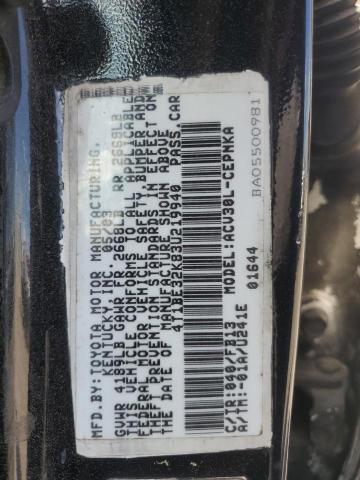 MFD.BY:TOYOTA MOTOR MANUFACTURING,
KENTUCKY, INC. 05/03
GVWR 4189LB GAWR FR 2668LB RR 2668LB
THIS VEHICLE CONFORMS TO ALL APPLICABLE
FEDERAL MOTOR VEHICLE SAFETY, BUMPER, AND
THEFT PREVENTION STANDARDS IN EFFECT ON
THE DATE OF MANUFACTURE SHOWN ABOVE.
4T1BE32K83U219940 PASS.CAR
C/TR:040/FB13 MODEL:ACV30L-CEPNKA
A/TM:-01A/U241E 01644
BA05500981